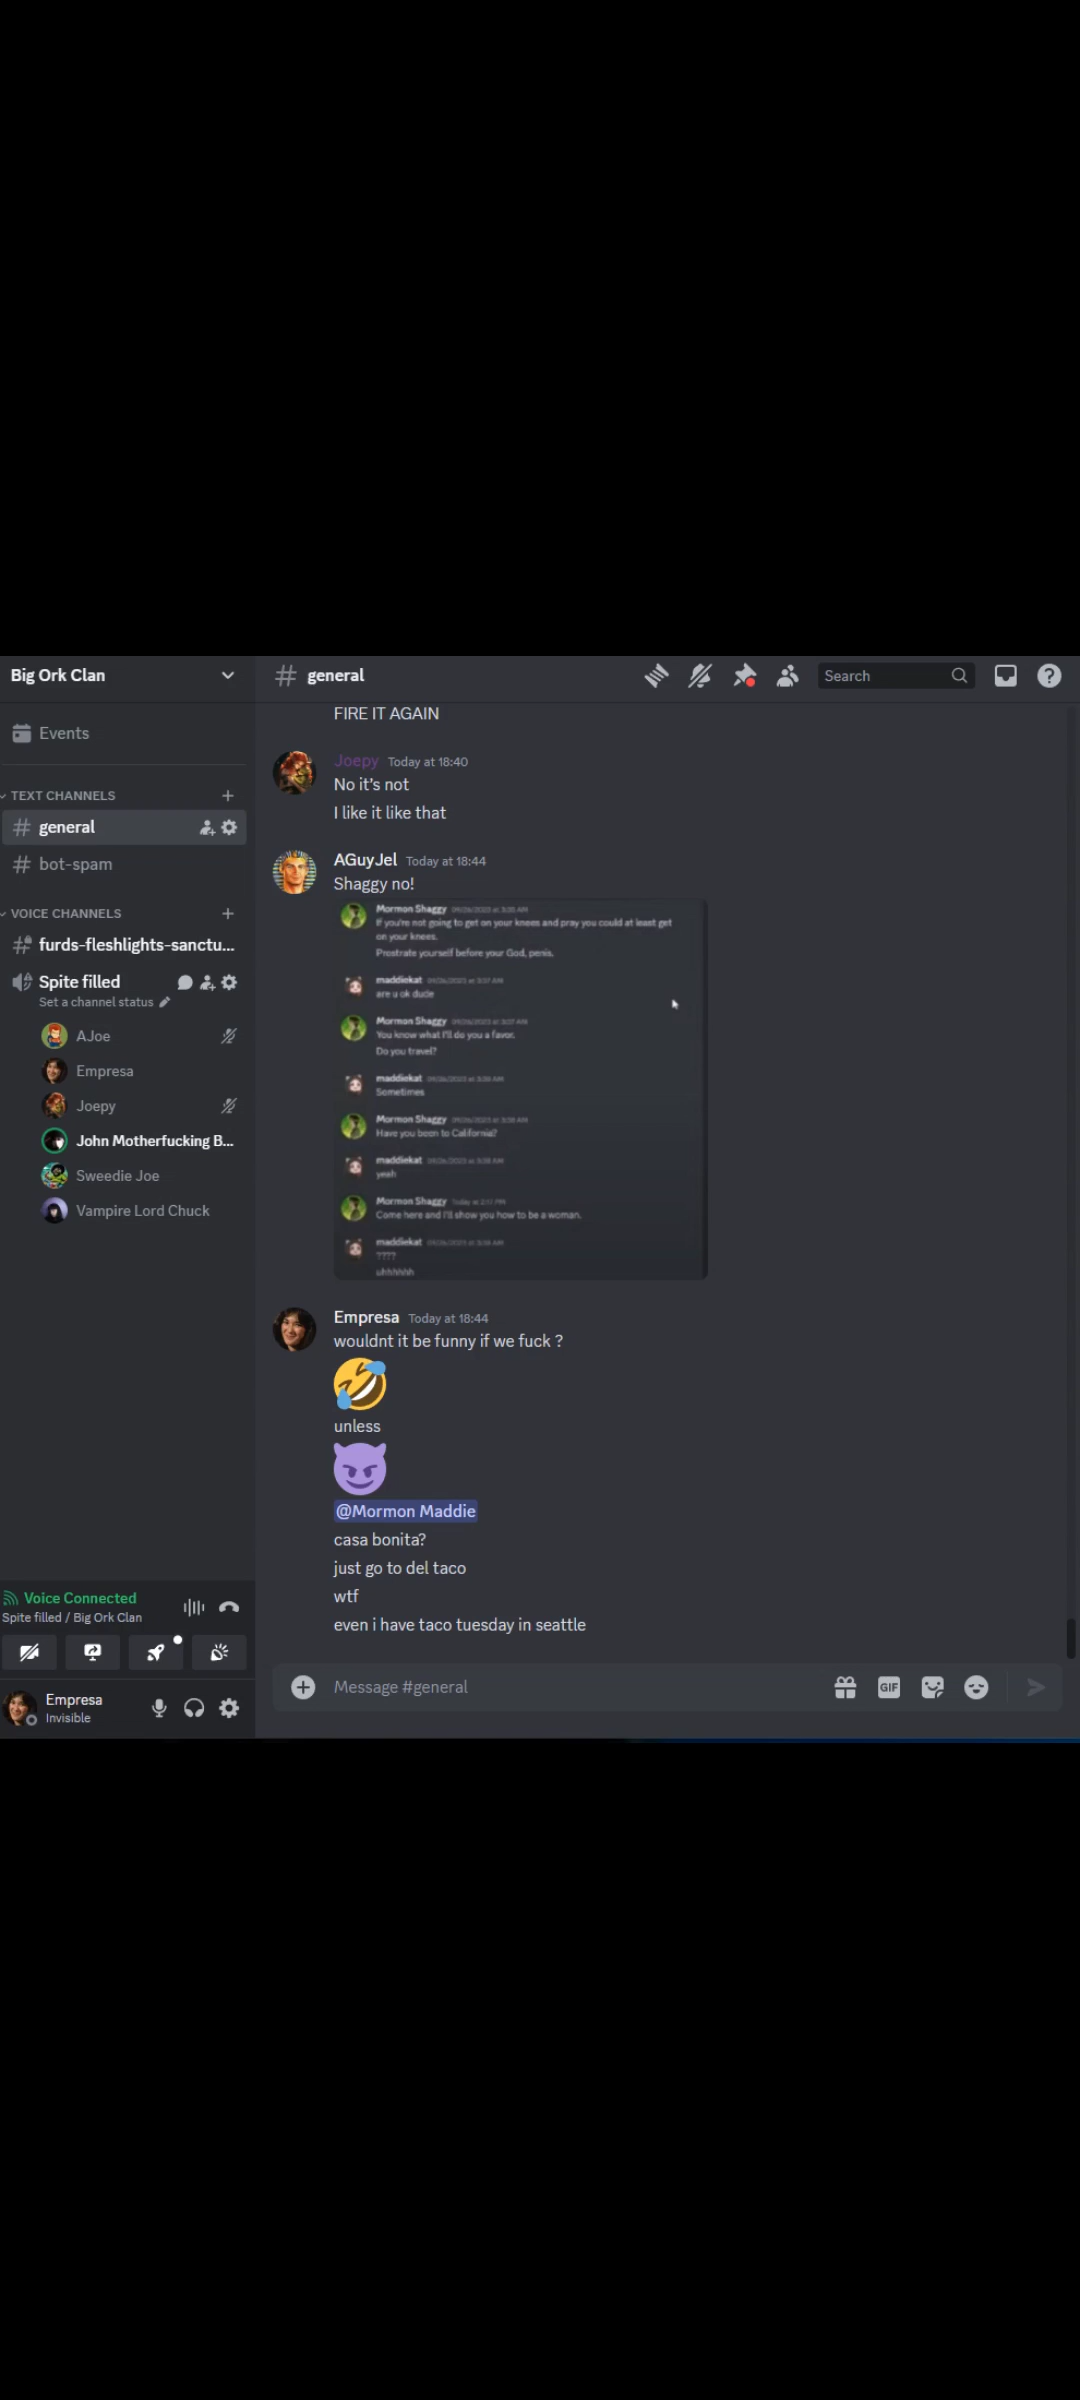 Big Ork Clan
Events
TEXT CHANNELS
general
bot-spam
VOICE CHANNELS
furds-fleshlights-sanctu...
Spite filled
Set a channel status
AJoe
Empresa
Joepy
John Motherfucking B...
Sweedie Joe
Vampire Lord Chuck
Voice Connected
Spite filled / Big Ork Clan
Empresa
Invisible
general
Search
FIRE IT AGAIN
Joepy Today at 18:40
No it's not
I like it like that
AGuyJel Today at 18:44
Shaggy no!
Mormon Shaggy
If you're not going to get on your knees and pray you could at least get
on your knees.
Prostrate yourself before your God, penis.
maddiekat
are u ok dude
Mormon Shaggy
You know what I'll do you a favor.
Do you travel?
maddiekat
Sometimes
Mormon Shaggy
Have you been to California?
maddiekat
yeah
Mormon Shaggy Today at 2:17 PM
Come here and I'll show you how to be a woman.
maddiekat
????
uhhhhhh
Empresa Today at 18:44
wouldnt it be funny if we fuck ?
unless
@Mormon Maddie
casa bonita?
just go to del taco
wtf
even i have taco tuesday in seattle
Message #general
GIF